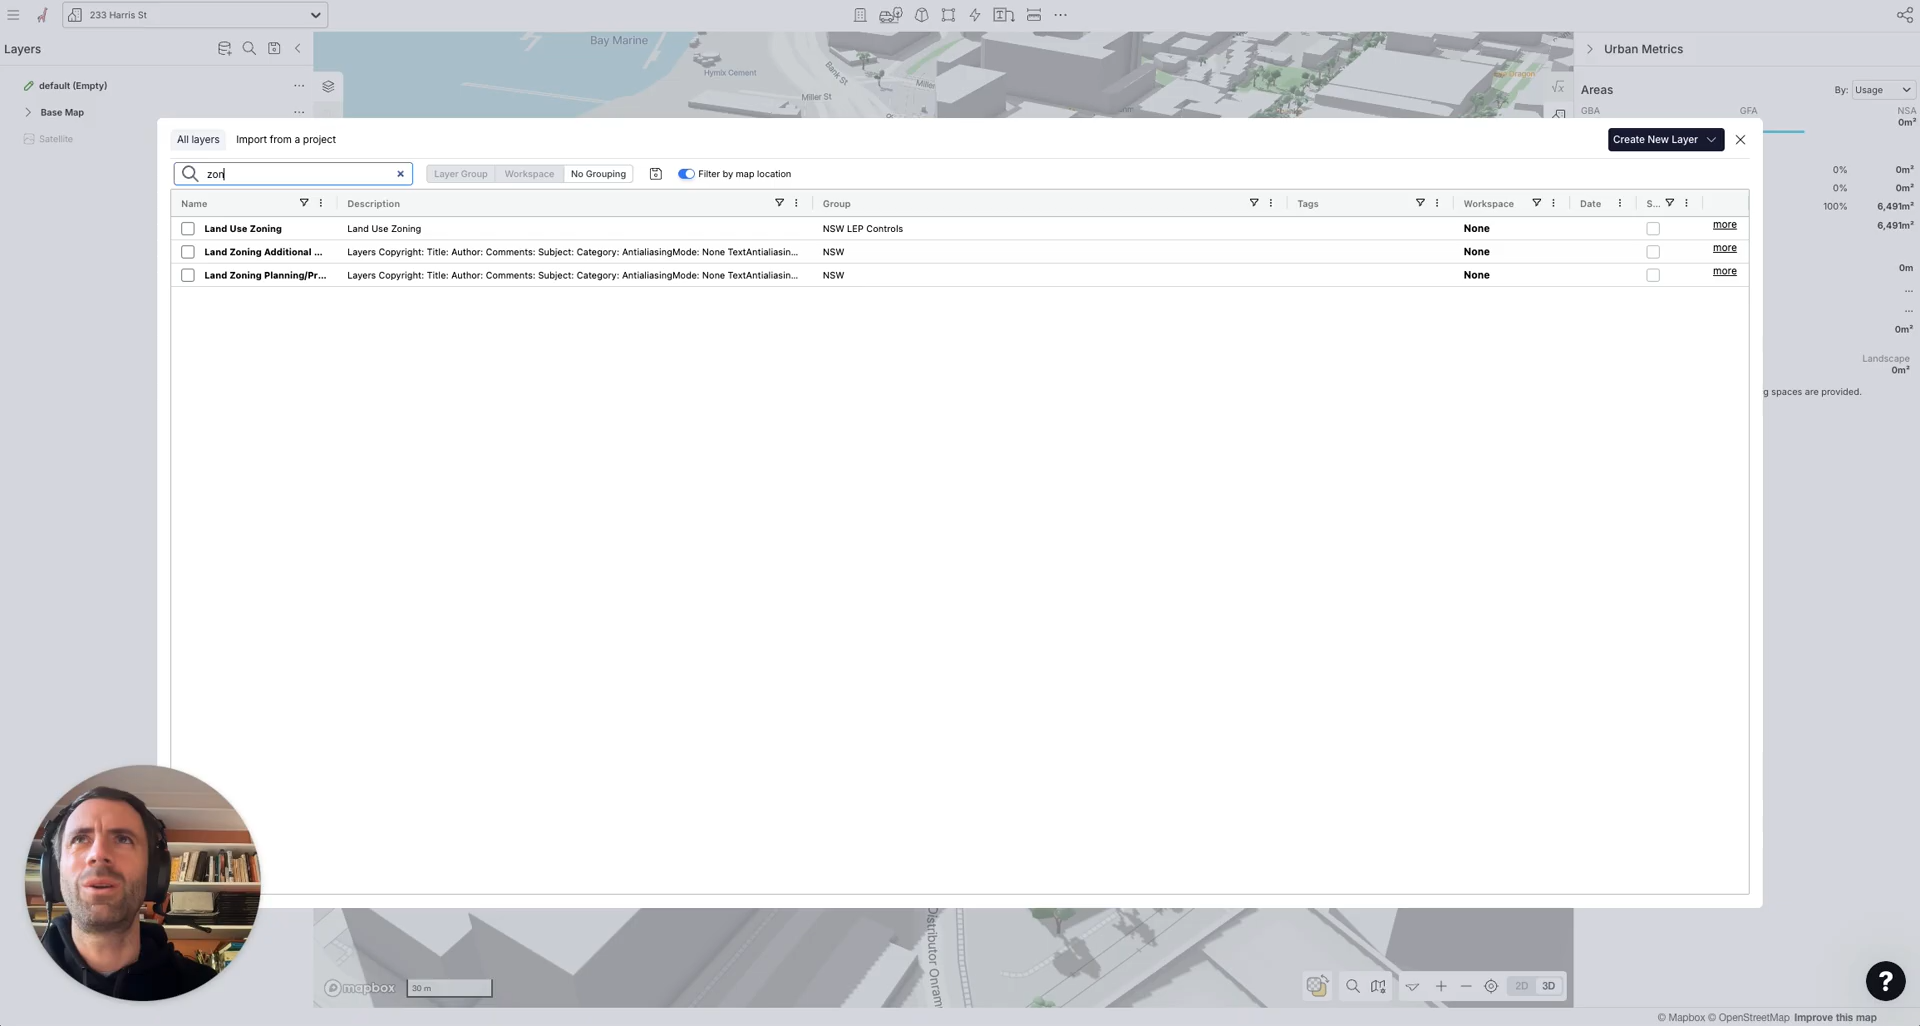 233 Harris St
Layers
default (Empty)
Base Map
Satellite
Bay Marine
Hymix Cement
Bank St
Miller St
Miller
Urban Metrics
Areas
By: Usage
GBA GFA NSA
0m²
0% 0m²
0% 0m²
100% 6,491m²
6,491m²
0m
...
...
0m²
Landscape
0m²
g spaces are provided.
All layers Import from a project
Create New Layer
zon
Layer Group Workspace No Grouping
Filter by map location
Name Description Group Tags Workspace Date S...
Land Use Zoning Land Use Zoning NSW LEP Controls None more
Land Zoning Additional ... Layers Copyright: Title: Author: Comments: Subject: Category: AntialiasingMode: None TextAntialiasin... NSW None more
Land Zoning Planning/Pr... Layers Copyright: Title: Author: Comments: Subject: Category: AntialiasingMode: None TextAntialiasin... NSW None more
Distributor Onram
mapbox
30 m
2D 3D
?
© Mapbox © OpenStreetMap Improve this map